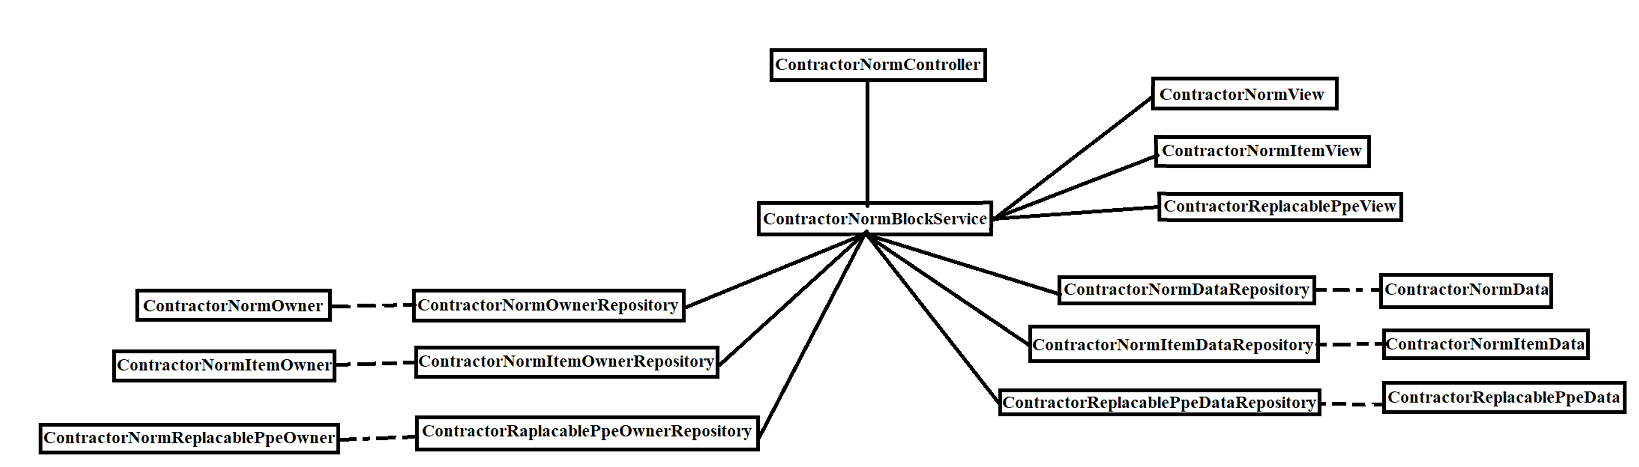 ContractorNormController
ContractorNormView
ContractorNormItemView
ContractorReplacablePpeView
ContractorNormBlockService
ContractorNormOwner
ContractorNormOwnerRepository
ContractorNormDataRepository
ContractorNormData
ContractorNormItemOwner
ContractorNormItemOwnerRepository
ContractorNormItemDataRepository
ContractorNormItemData
ContractorNormReplacablePpeOwner
ContractorRaplacablePpeOwnerRepository
ContractorReplacablePpeDataRepository
ContractorReplacablePpeData